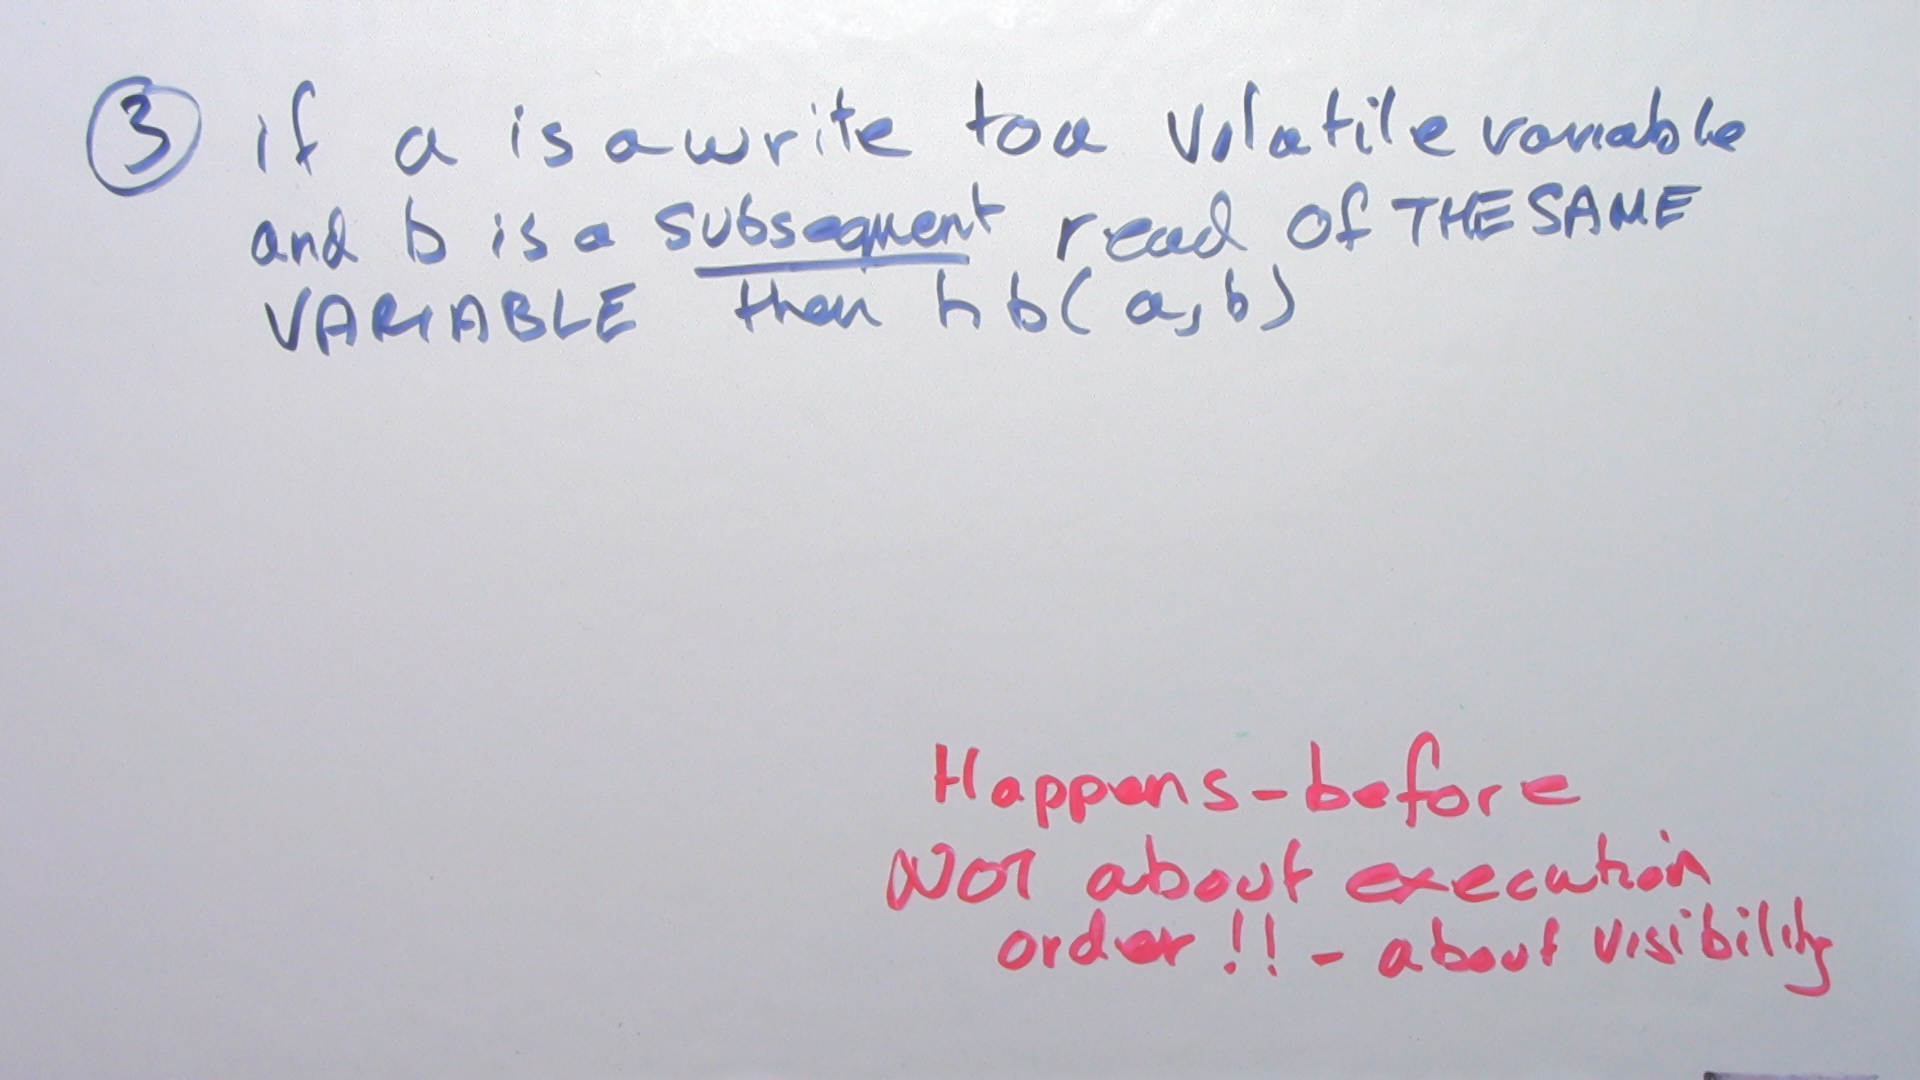 3 if a is a write to a volatile variable
and b is a subsequent read of THE SAME
VARIABLE then hb(a,b)
Happens-before
NOT about execution
order!! - about visibility